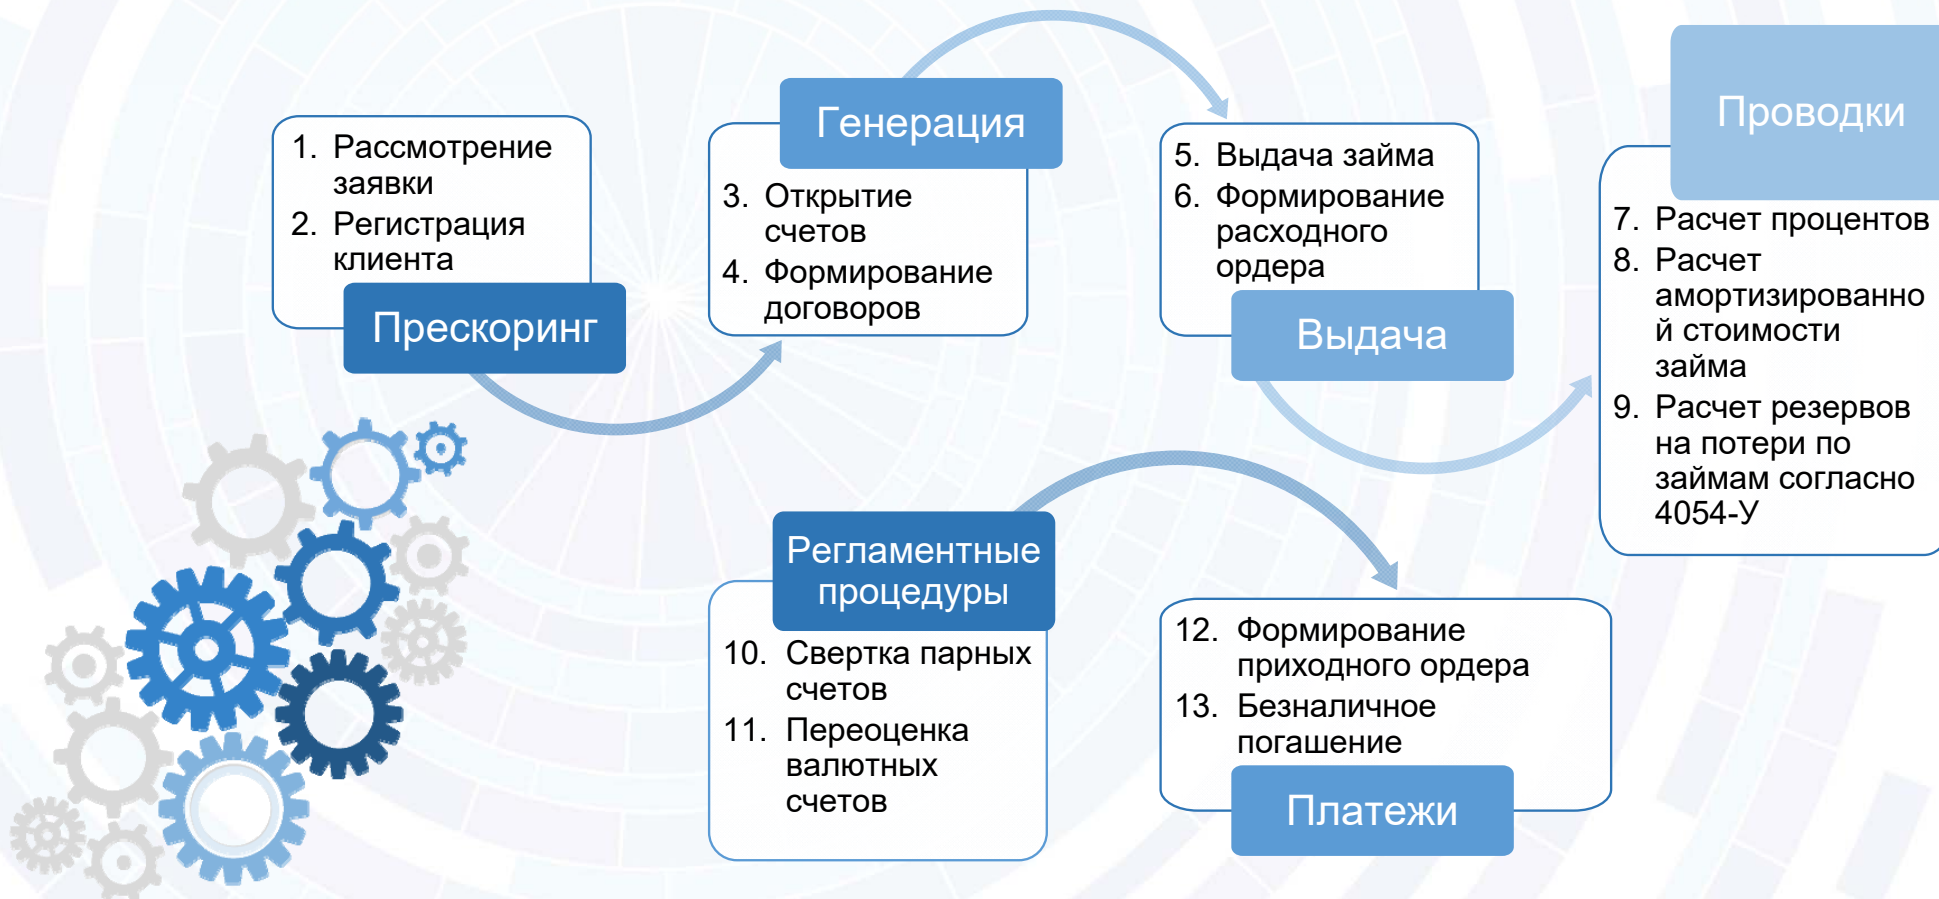 1. Рассмотрение
заявки
2. Регистрация
клиента
Прескоринг
Генерация
3. Открытие
счетов
4. Формирование
договоров
5. Выдача займа
6. Формирование
расходного
ордера
Выдача
Проводки
7. Расчет процентов
8. Расчет
амортизированно
й стоимости
займа
9. Расчет резервов
на потери по
займам согласно
4054-У
Регламентные
процедуры
10. Свертка парных
счетов
11. Переоценка
валютных
счетов
12. Формирование
приходного ордера
13. Безналичное
погашение
Платежи